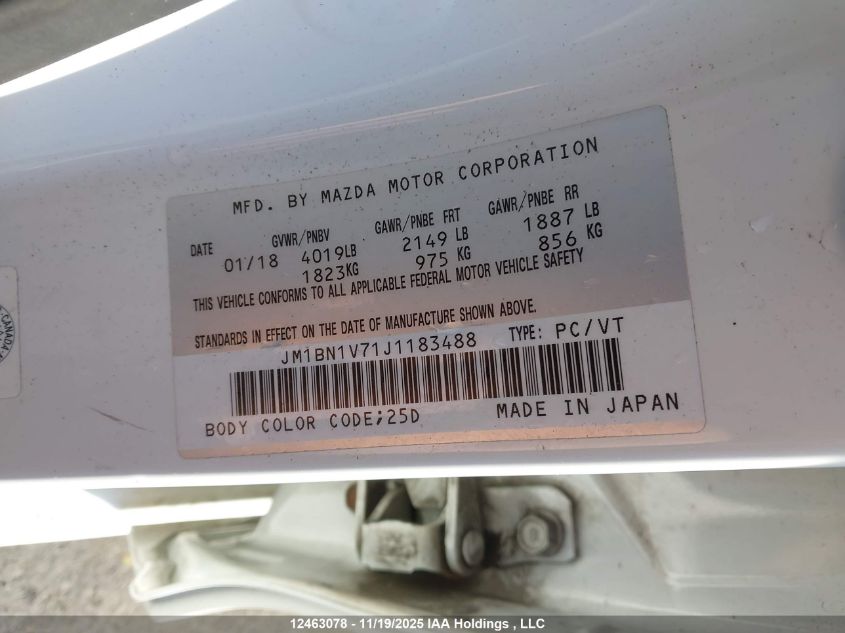 MFD. BY MAZDA MOTOR CORPORATION
DATE GVWR/PNBV GAWR/PNBE FRT GAWR/PNBE RR
01/18 4019LB 2149 LB 1887 LB
1823KG 975 KG 856 KG
THIS VEHICLE CONFORMS TO ALL APPLICABLE FEDERAL MOTOR VEHICLE SAFETY
STANDARDS IN EFFECT ON THE DATE OF MANUFACTURE SHOWN ABOVE.
JM1BN1V71J1183488 TYPE: PC/VT
BODY COLOR CODE;25D MADE IN JAPAN
CANADA
12463078 - 11/19/2025 IAA Holdings , LLC